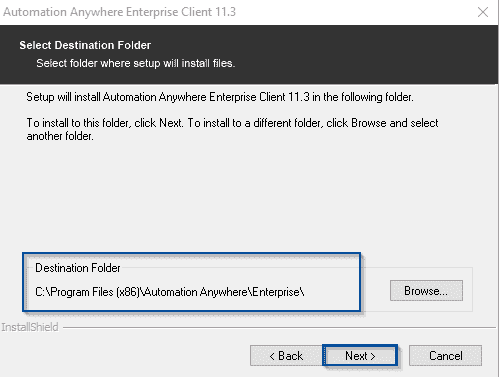 Automation Anywhere Enterprise Client 11.3
Select Destination Folder
Select folder where setup will install files.
Setup will install Automation Anywhere Enterprise Client 11.3 in the following folder.
To install to this folder, click Next. To install to a different folder, click Browse and select
another folder.
Destination Folder
C:\Program Files (x86)\Automation Anywhere\Enterprise\
Browse...
InstallShield
< Back
Next >
Cancel